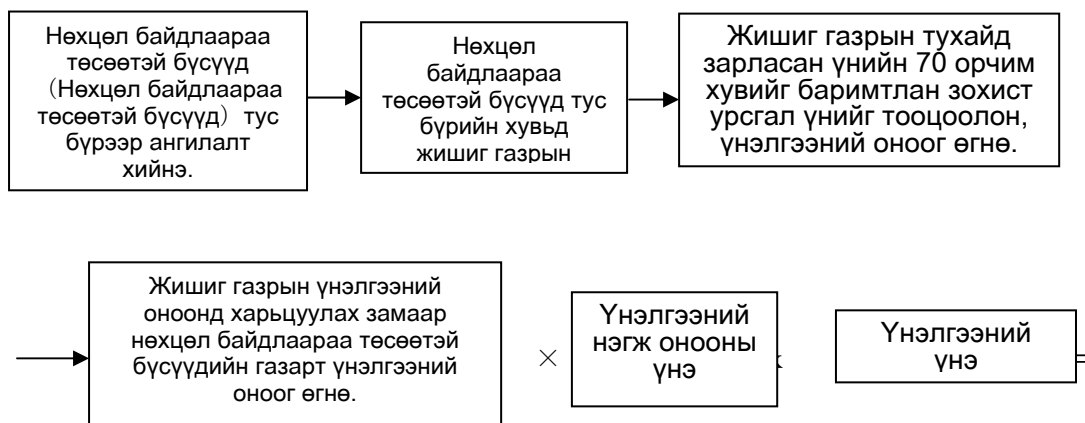 Нөхцөл байдлаараа
төсөөтэй бүсүүд
(Нөхцөл байдлаараа
төсөөтэй бүсүүд) тус
бүрээр ангилалт
хийнэ.
Нөхцөл
байдлаараа
төсөөтэй бүсүүд тус
бүрийн хувьд
жишиг газрын
Жишиг газрын тухайд
зарласан үнийн 70 орчим
хувийг баримтлан зохист
урсгал үнийг тооцоолон,
үнэлгээний оноог өгнө.
Жишиг газрын үнэлгээний
оноонд харьцуулах замаар
нөхцөл байдлаараа төсөөтэй
бүсүүдийн газарт үнэлгээний
оноог өгнө.
×
Үнэлгээний
нэгж онооны
үнэ
Үнэлгээний
үнэ
=